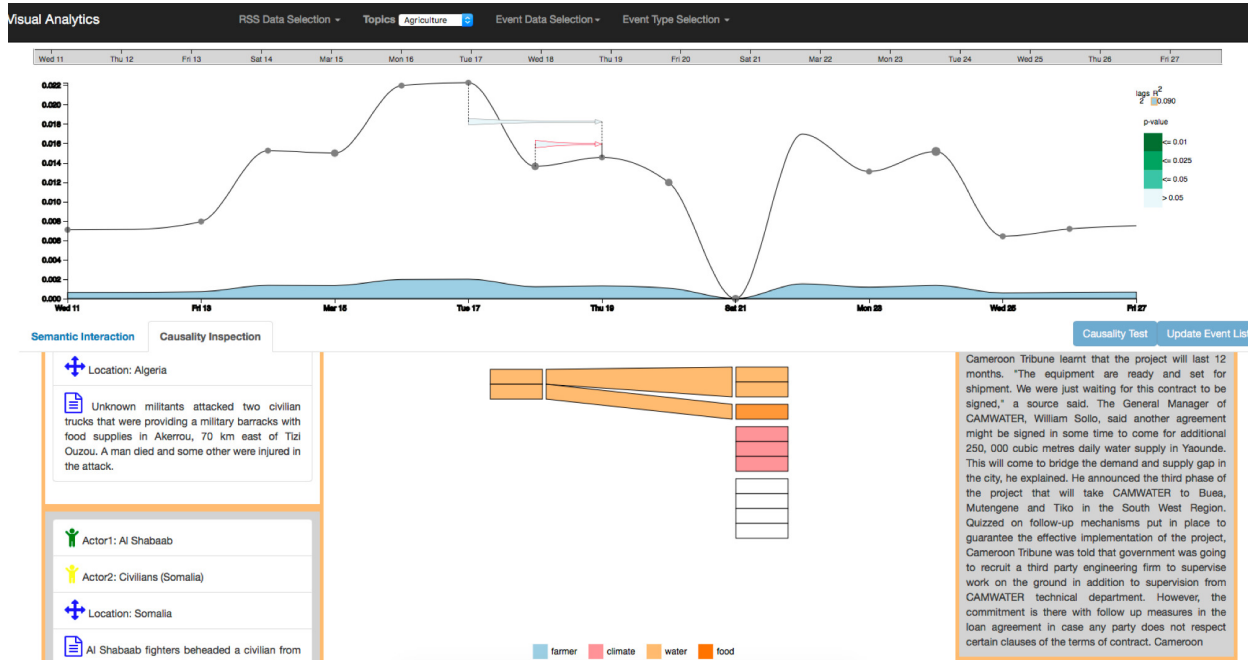 Visual Analytics
RSS Data Selection
Topics Agriculture
Event Data Selection
Event Type Selection
Wed 11 Thu 12 Fri 13 Sat 14 Mar 15 Mon 16 Tue 17 Wed 18 Thu 19 Fri 20 Sat 21 Mar 22 Mon 23 Tue 24 Wed 25 Thu 26 Fri 27
0.022
0.020
0.018
0.016
0.014
0.012
0.010
0.008
0.006
0.004
0.002
0.000
Wed 11 Fri 13 Mar 15 Tue 17 Thu 19 Sat 21 Mon 23 Wed 25 Fri 27
lags R2
2 0.090
p-value
<= 0.01
<= 0.025
<= 0.05
> 0.05
Semantic Interaction
Causality Inspection
Causality Test
Update Event List
Location: Algeria
Unknown militants attacked two civilian
trucks that were providing a military barracks with
food supplies in Akerrou, 70 km east of Tizi
Ouzou. A man died and some other were injured in
the attack.
Actor1: Al Shabaab
Actor2: Civilians (Somalia)
Location: Somalia
Al Shabaab fighters beheaded a civilian from
farmer climate water food
Cameroon Tribune learnt that the project will last 12
months. "The equipment are ready and set for
shipment. We were just waiting for this contract to be
signed," a source said. The General Manager of
CAMWATER, William Sollo, said another agreement
might be signed in some time to come for additional
250, 000 cubic metres daily water supply in Yaounde.
This will come to bridge the demand and supply gap in
the city, he explained. He announced the third phase of
the project that will take CAMWATER to Buea,
Mutengene and Tiko in the South West Region.
Quizzed on follow-up mechanisms put in place to
guarantee the effective implementation of the project,
Cameroon Tribune was told that government was going
to recruit a third party engineering firm to supervise
work on the ground in addition to supervision from
CAMWATER technical department. However, the
commitment is there with follow up measures in the
loan agreement in case any party does not respect
certain clauses of the terms of contract. Cameroon